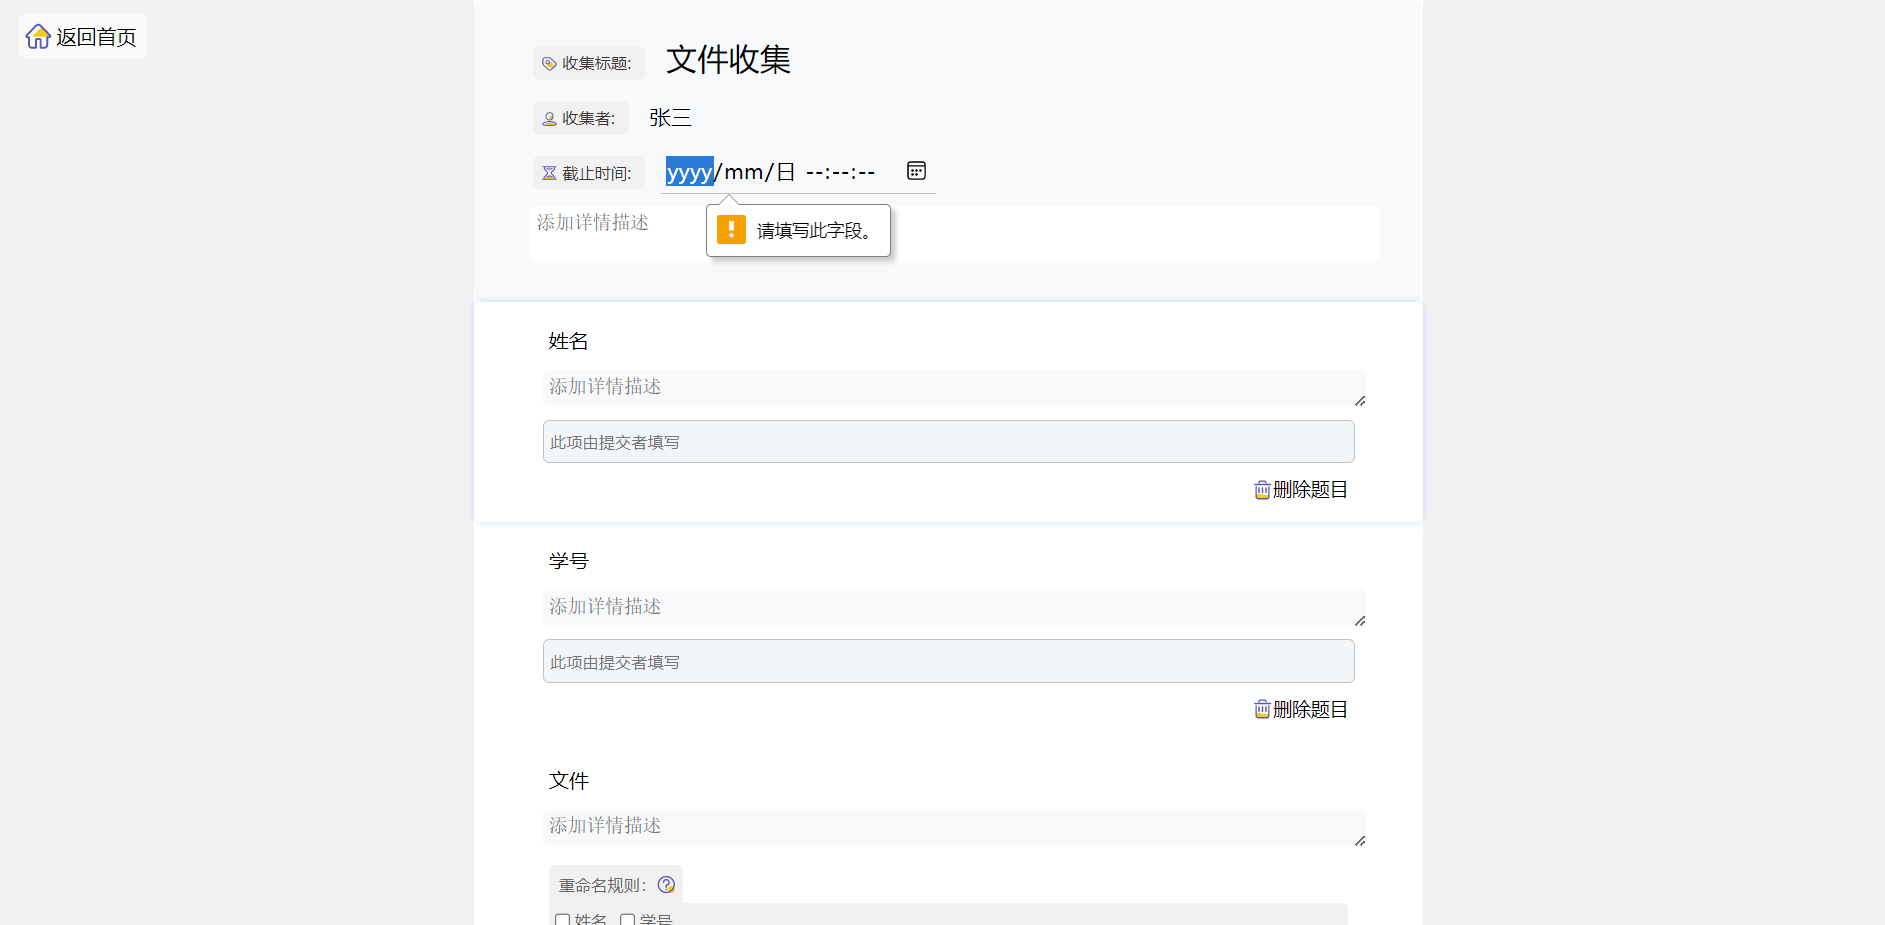 返回首页
收集标题:
文件收集
收集者:
张三
截止时间:
yyyy/mm/日 --:--:--
请填写此字段。
添加详情描述
姓名
添加详情描述
此项由提交者填写
删除题目
学号
添加详情描述
此项由提交者填写
删除题目
文件
添加详情描述
重命名规则：
姓名 学号